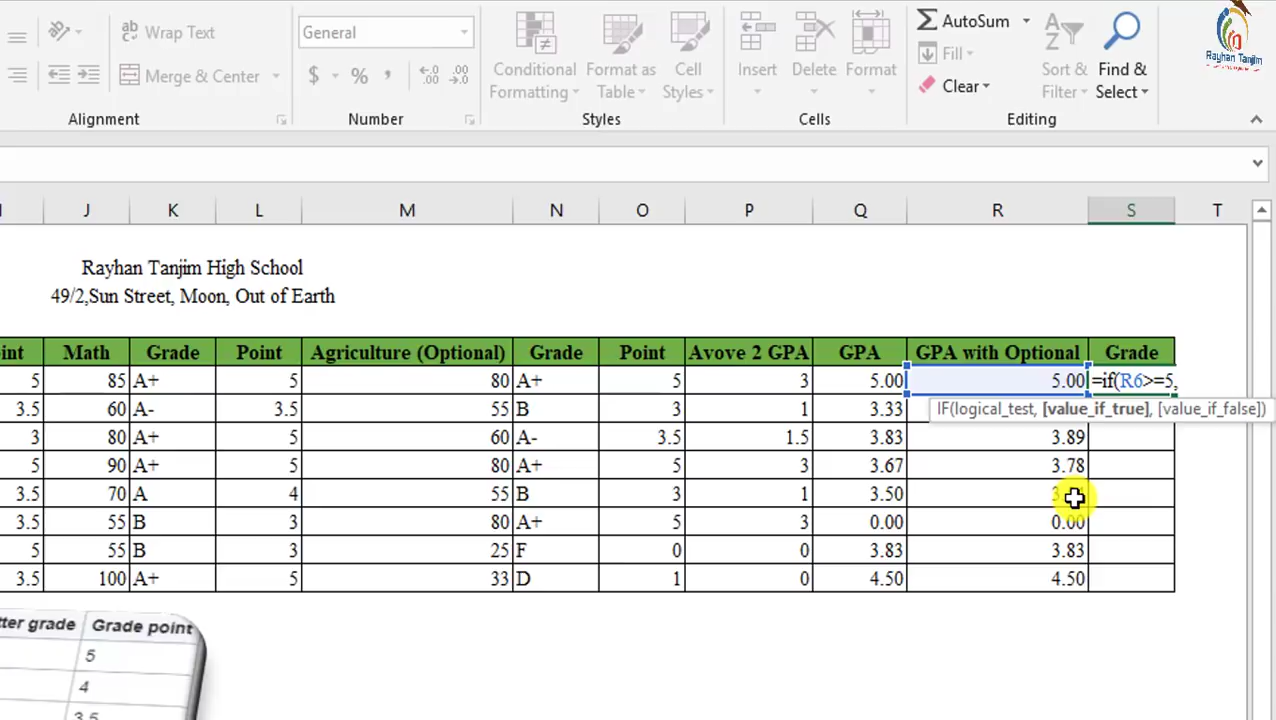 Wrap Text
General
AutoSum
Fill
Merge & Center
$ % ,
Conditional Formatting
Format as Table
Cell Styles
Insert
Delete
Format
Clear
Sort & Filter
Find & Select
Alignment
Number
Styles
Cells
Editing
Rayhan Tanjim
J K L M N O P Q R S T
Rayhan Tanjim High School
49/2,Sun Street, Moon, Out of Earth
int Math Grade Point Agriculture (Optional) Grade Point Avove 2 GPA GPA GPA with Optional Grade
5 85 A+ 5 80 A+ 5 3 5.00 5.00 =if(R6>=5,
3.5 60 A- 3.5 55 B 3 1 3.33
IF(logical_test, [value_if_true], [value_if_false])
3 80 A+ 5 60 A- 3.5 1.5 3.83 3.89
5 90 A+ 5 80 A+ 5 3 3.67 3.78
3.5 70 A 4 55 B 3 1 3.50
3.5 55 B 3 80 A+ 5 3 0.00 0.00
5 55 B 3 25 F 0 0 3.83 3.83
3.5 100 A+ 5 33 D 1 0 4.50 4.50
tter grade Grade point
5
4
3.5